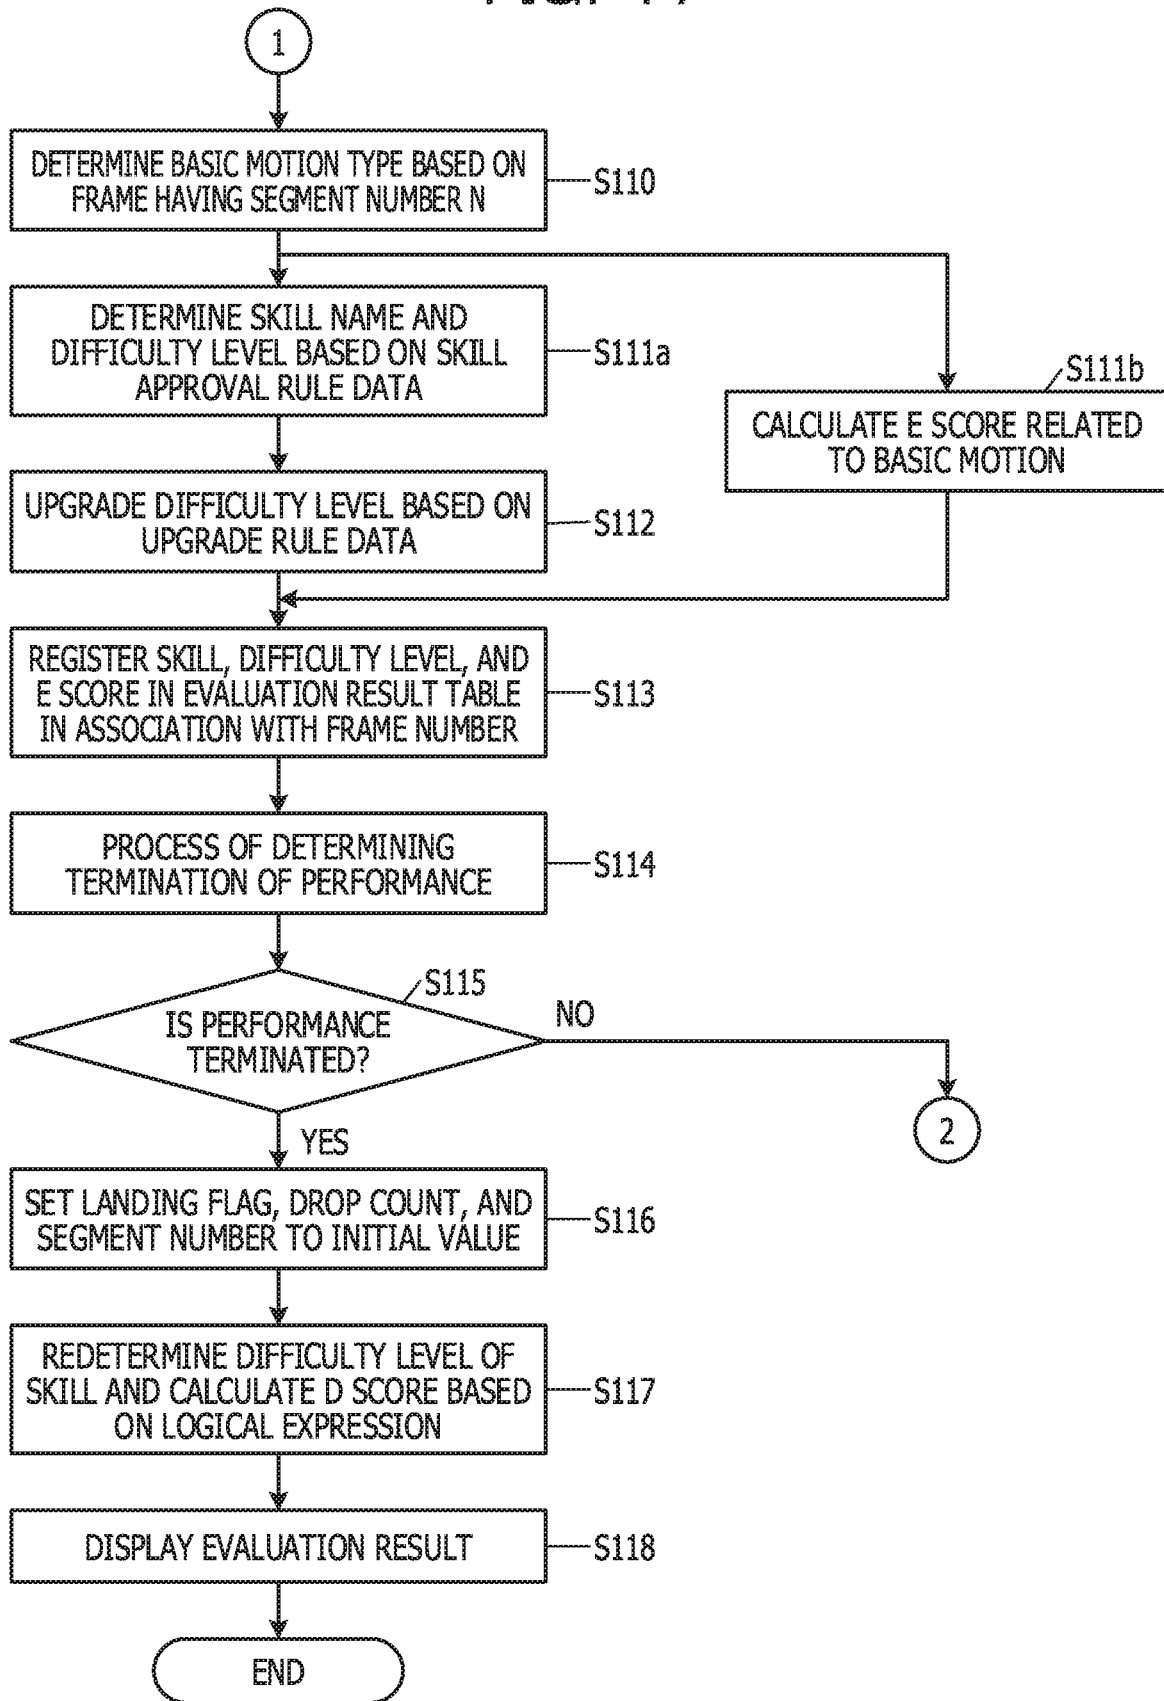 1
DETERMINE BASIC MOTION TYPE BASED ON
FRAME HAVING SEGMENT NUMBER N
S110
DETERMINE SKILL NAME AND
DIFFICULTY LEVEL BASED ON SKILL
APPROVAL RULE DATA
S111a
S111b
CALCULATE E SCORE RELATED
TO BASIC MOTION
UPGRADE DIFFICULTY LEVEL BASED ON
UPGRADE RULE DATA
S112
REGISTER SKILL, DIFFICULTY LEVEL, AND
E SCORE IN EVALUATION RESULT TABLE
IN ASSOCIATION WITH FRAME NUMBER
S113
PROCESS OF DETERMINING
TERMINATION OF PERFORMANCE
S114
S115
IS PERFORMANCE
TERMINATED?
NO
2
YES
SET LANDING FLAG, DROP COUNT, AND
SEGMENT NUMBER TO INITIAL VALUE
S116
REDETERMINE DIFFICULTY LEVEL OF
SKILL AND CALCULATE D SCORE BASED
ON LOGICAL EXPRESSION
S117
DISPLAY EVALUATION RESULT
S118
END